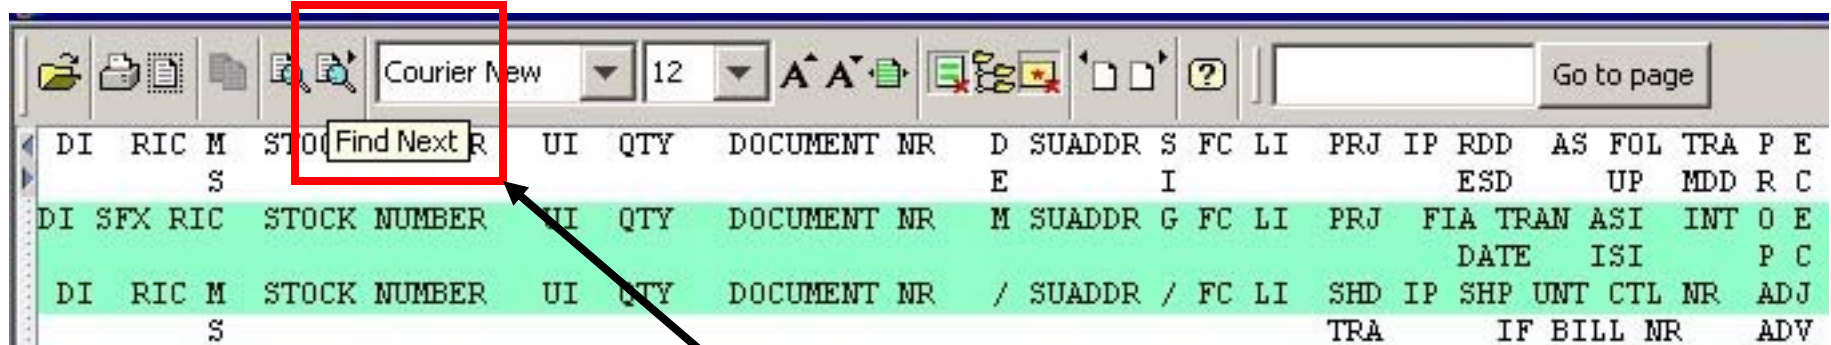 Courier New 12 A A Go to page
Find Next
DI RIC M STO R UI QTY DOCUMENT NR D SUADDR S FC LI PRJ IP RDD AS FOL TRA P E
S E I ESD UP MDD R C
DI SFX RIC STOCK NUMBER UI QTY DOCUMENT NR M SUADDR G FC LI PRJ FIA TRAN ASI INT O E
DATE ISI P C
DI RIC M STOCK NUMBER UI QTY DOCUMENT NR / SUADDR / FC LI SHD IP SHP UNT CTL NR ADJ
S TRA IF BILL NR ADV